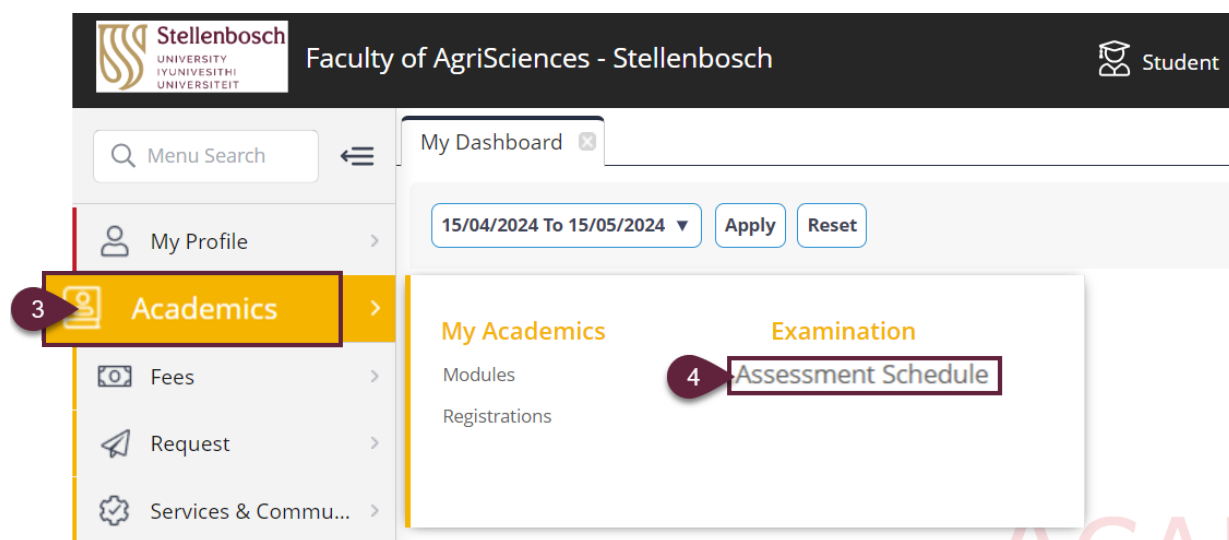 Stellenbosch
UNIVERSITY
IYUNIVESITHI
UNIVERSITEIT
Faculty of AgriSciences - Stellenbosch
Student
Menu Search
My Dashboard
15/04/2024 To 15/05/2024 ▼
Apply
Reset
My Profile
3
Academics
Fees
Request
Services & Commu...
My Academics
Modules
Registrations
Examination
4
Assessment Schedule